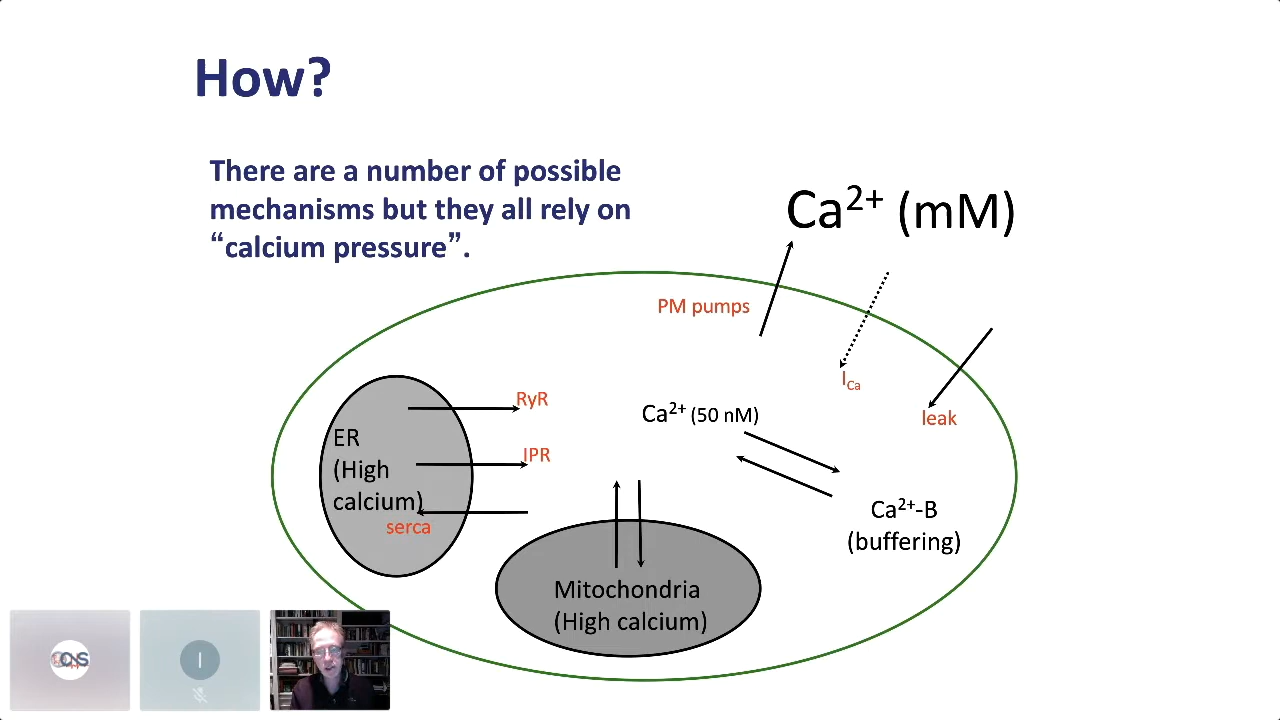 How?
There are a number of possible
mechanisms but they all rely on
“calcium pressure”.
Ca²⁺ (mM)
PM pumps
I_Ca
leak
RyR
Ca²⁺ (50 nM)
ER
(High
calcium)
IPR
serca
Ca²⁺-B
(buffering)
Mitochondria
(High calcium)
I